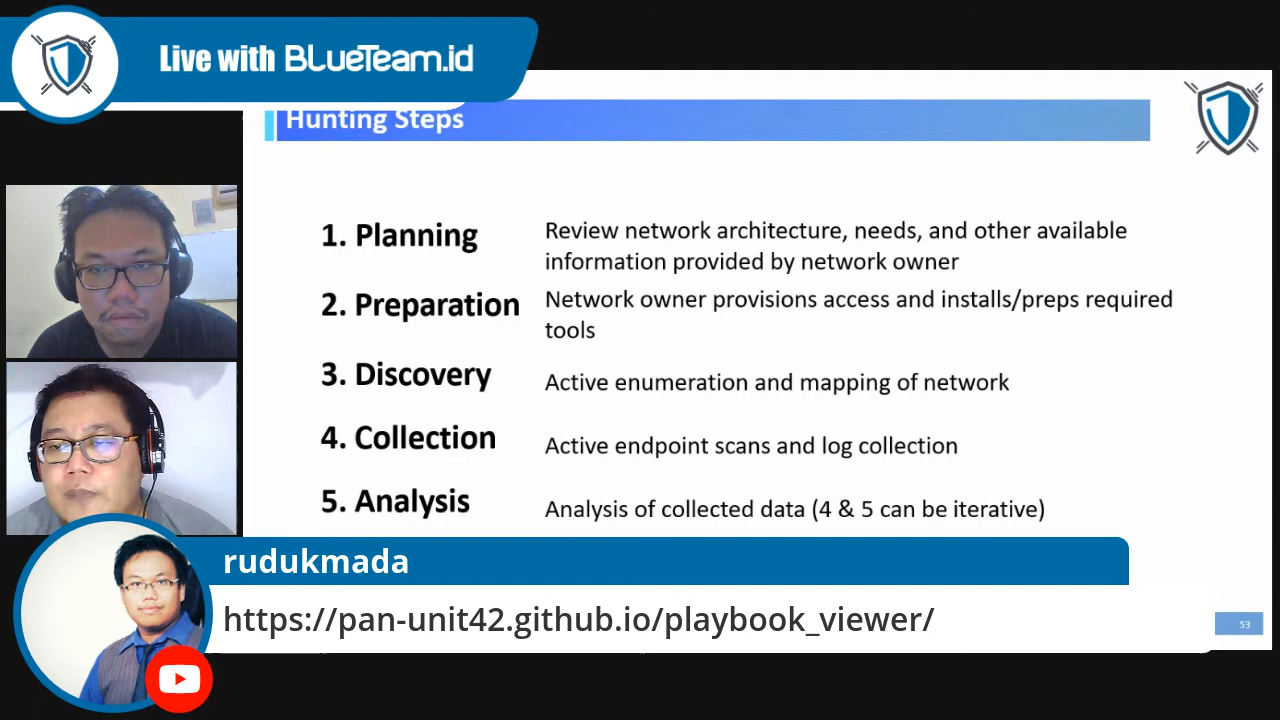 Live with BLueTeam.id
Hunting Steps
1. Planning
Review network architecture, needs, and other available
information provided by network owner
2. Preparation
Network owner provisions access and installs/preps required
tools
3. Discovery
Active enumeration and mapping of network
4. Collection
Active endpoint scans and log collection
5. Analysis
Analysis of collected data (4 & 5 can be iterative)
rudukmada
https://pan-unit42.github.io/playbook_viewer/
53